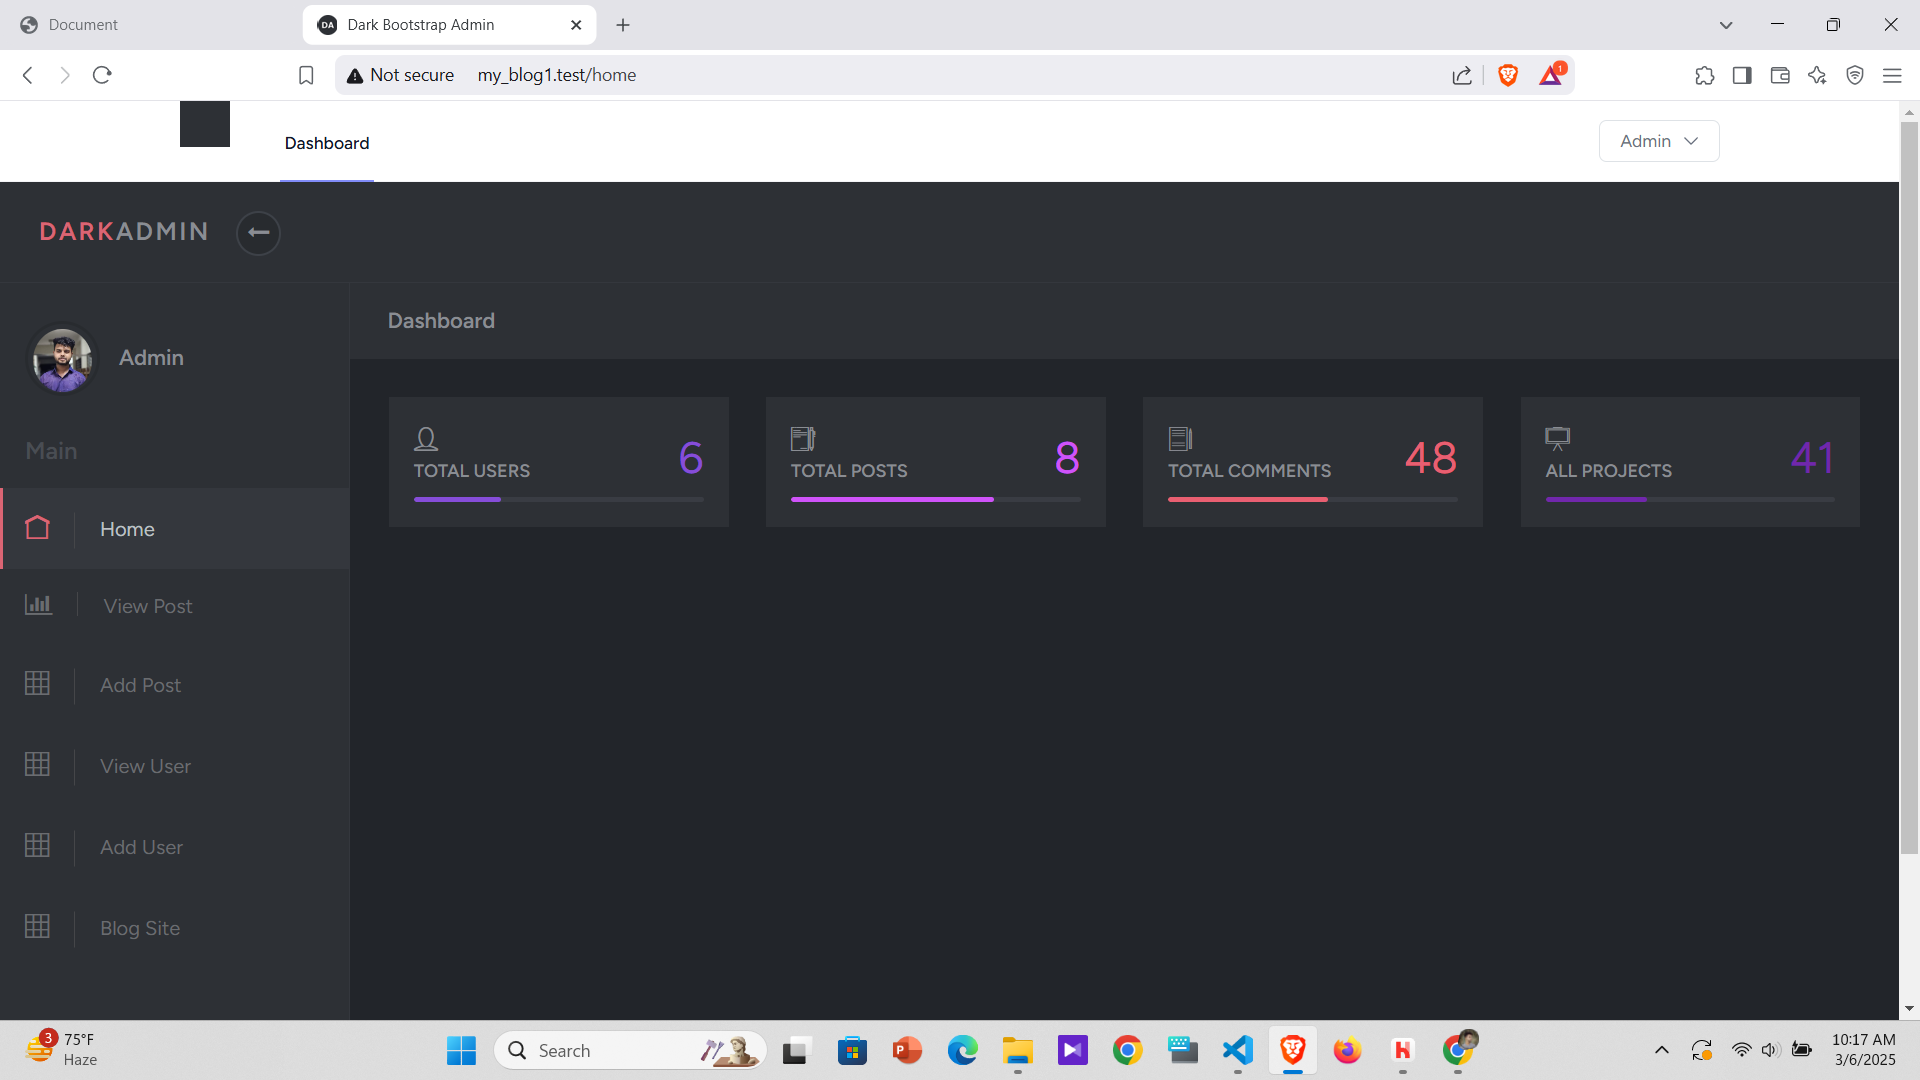 Document
DA Dark Bootstrap Admin
Not secure my_blog1.test/home
1
Dashboard
Admin
DARKADMIN
Dashboard
Admin
Main
Home
View Post
Add Post
View User
Add User
Blog Site
TOTAL USERS 6
TOTAL POSTS 8
TOTAL COMMENTS 48
ALL PROJECTS 41
3
75°F
Haze
Search
P
H
10:17 AM
3/6/2025